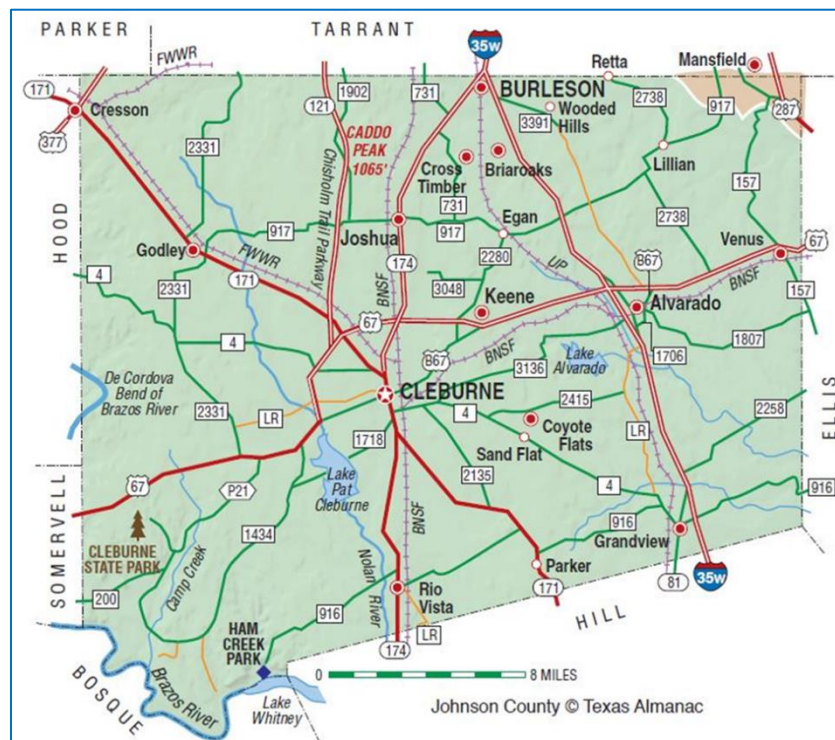 PARKER
TARRANT
35W
FWWR
171
Cresson
377
2331
121
1902
731
BURLESON
Retta
Mansfield
3391
Wooded
Hills
2738
917
287
CADDO
PEAK
1065'
Chisholm Trail Parkway
Cross
Timber
Briaroaks
Lillian
157
HOOD
917
Joshua
731
917
Egan
2738
Venus
67
Godley
FWWR
171
174
BNSF
2280
UP
B67
BNSF
4
2331
3048
Keene
Alvarado
157
4
67
B67
BNSF
Lake
Alvarado
1706
1807
3136
De Cordova
Bend of
Brazos River
2331
LR
CLEBURNE
4
2415
2258
ELLIS
1718
Coyote
Flats
Sand Flat
LR
SOMERVELL
67
P21
Lake
Pat
Cleburne
2135
4
916
CLEBURNE
STATE PARK
1434
BNSF
916
Grandview
Camp Creek
Nolan
River
Parker
81
35W
200
916
Rio
Vista
171
HILL
HAM
CREEK
PARK
LR
174
BOSQUE
Brazos River
Lake
Whitney
0
8 MILES
Johnson County © Texas Almanac